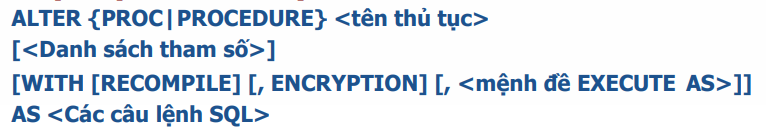 ALTER {PROC|PROCEDURE} <tên thủ tục>
[<Danh sách tham số>]
[WITH [RECOMPILE] [, ENCRYPTION] [, <mệnh đề EXECUTE AS>]]
AS <Các câu lệnh SQL>